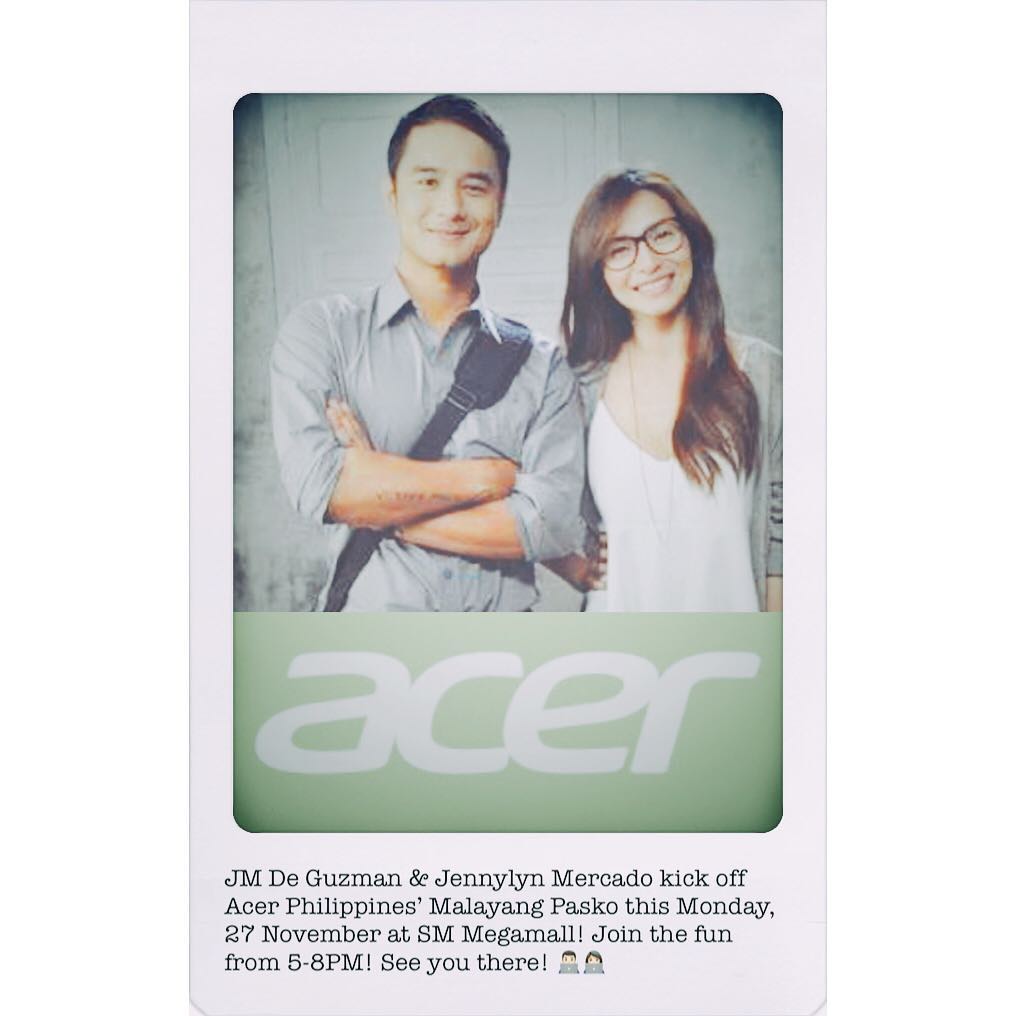 acer
JM De Guzman & Jennylyn Mercado kick off
Acer Philippines’ Malayang Pasko this Monday,
27 November at SM Megamall! Join the fun
from 5-8PM! See you there! 👨🏻‍💻👩🏻‍💻